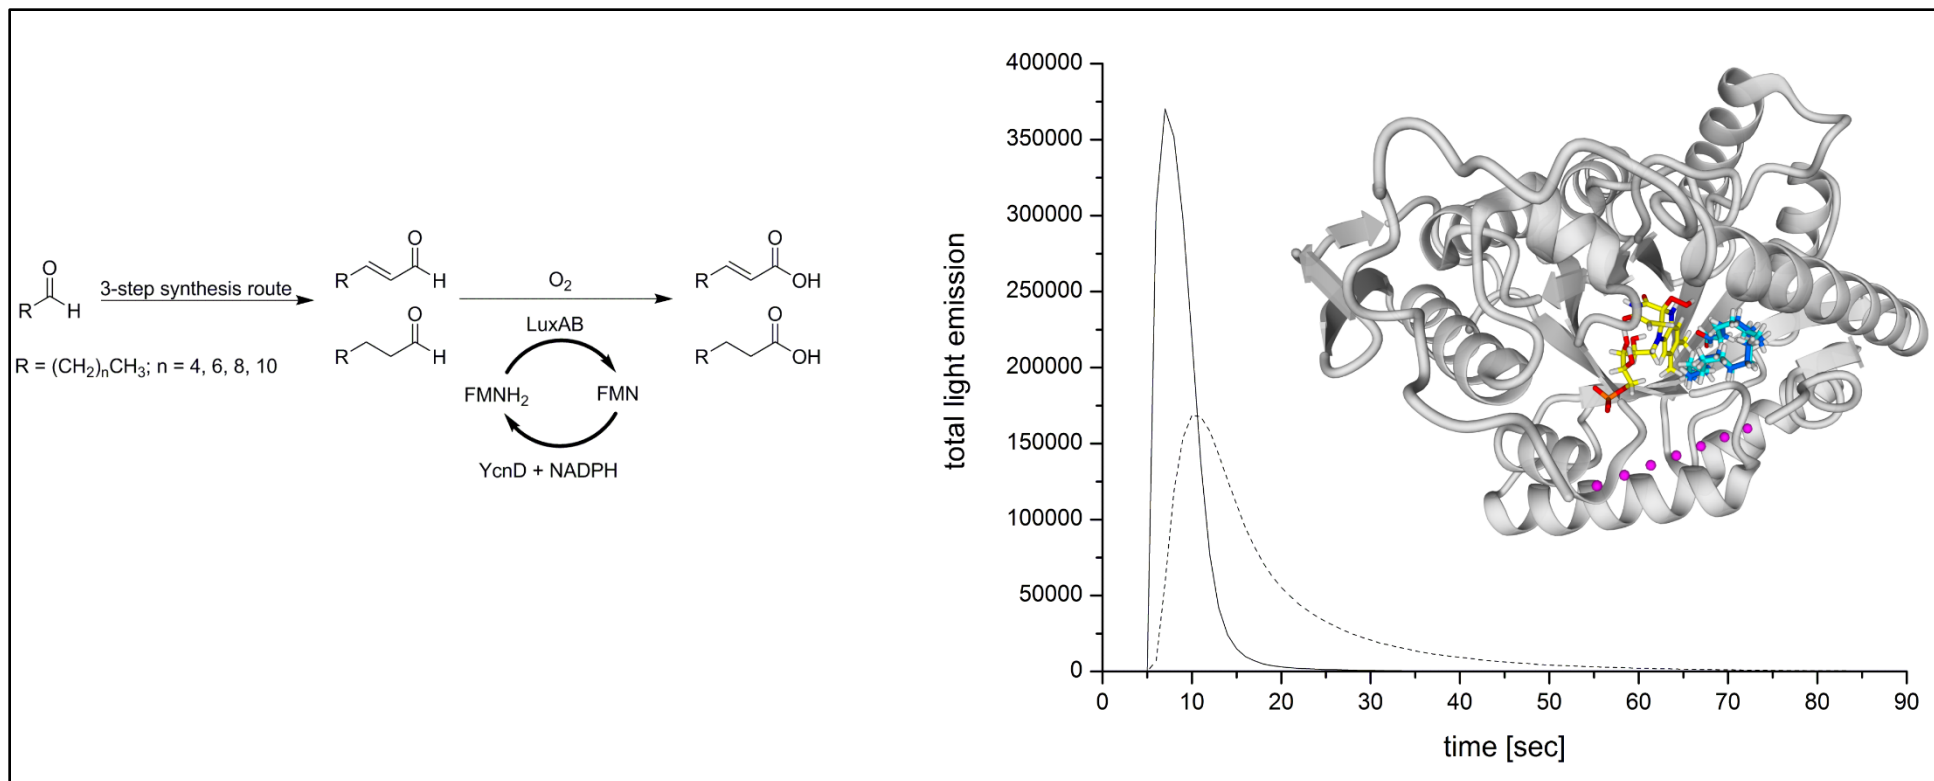 O
R
H
3-step synthesis route
R = (CH₂)ₙCH₃; n = 4, 6, 8, 10
O
R
H
O
R
H
O₂
LuxAB
FMNH₂
FMN
YcnD + NADPH
O
R
OH
O
R
OH
total light emission
400000
350000
300000
250000
200000
150000
100000
50000
0
0 10 20 30 40 50 60 70 80 90
time [sec]